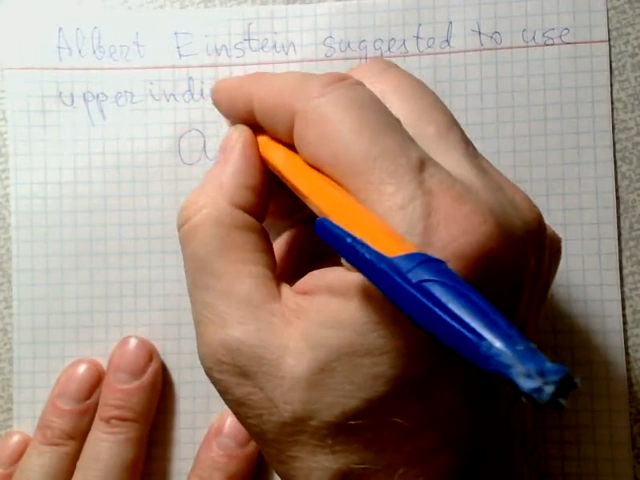 Albert Einstein suggested to use
upper indi
a